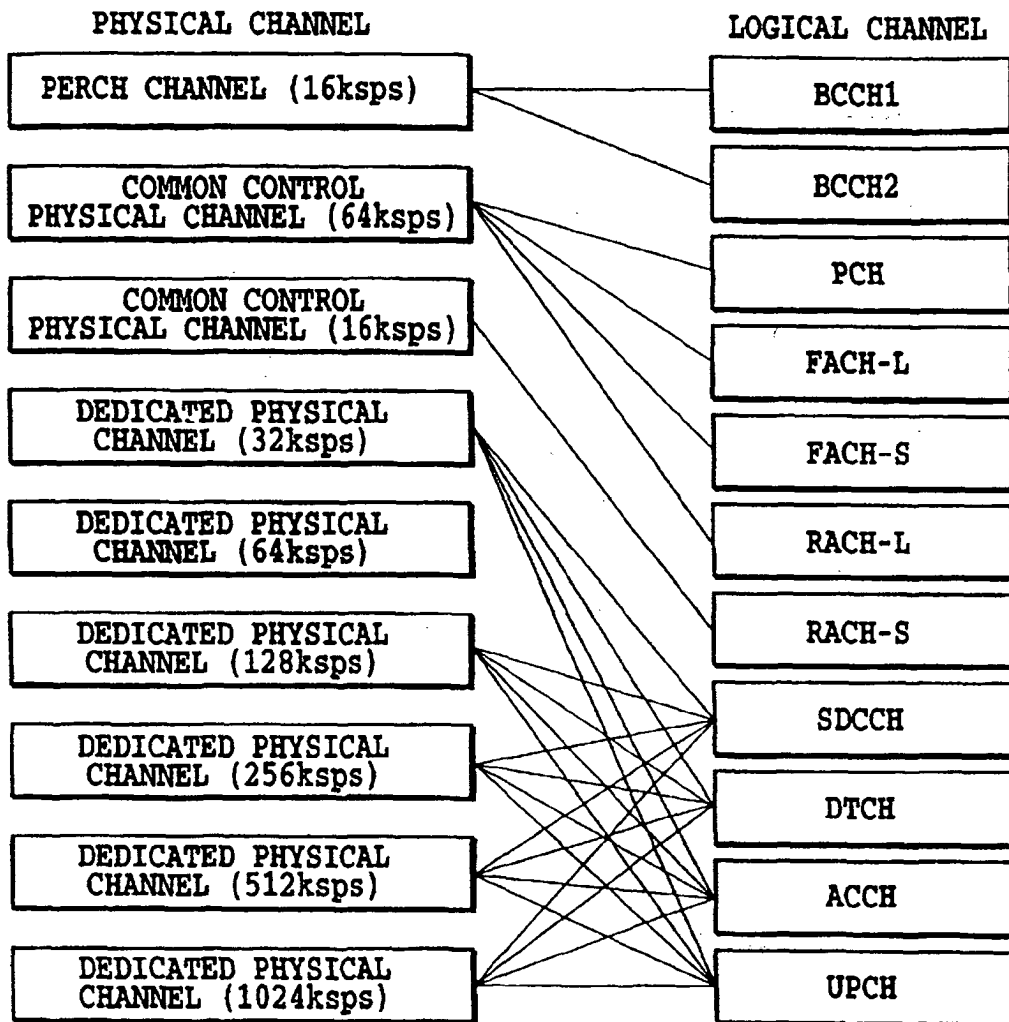 PHYSICAL CHANNEL
PERCH CHANNEL (16ksps)
COMMON CONTROL
PHYSICAL CHANNEL (64ksps)
COMMON CONTROL
PHYSICAL CHANNEL (16ksps)
DEDICATED PHYSICAL
CHANNEL (32ksps)
DEDICATED PHYSICAL
CHANNEL (64ksps)
DEDICATED PHYSICAL
CHANNEL (128ksps)
DEDICATED PHYSICAL
CHANNEL (256ksps)
DEDICATED PHYSICAL
CHANNEL (512ksps)
DEDICATED PHYSICAL
CHANNEL (1024ksps)
LOGICAL CHANNEL
BCCH1
BCCH2
PCH
FACH-L
FACH-S
RACH-L
RACH-S
SDCCH
DTCH
ACCH
UPCH